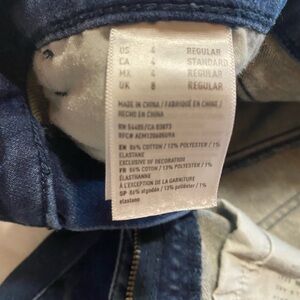 US 4 REGULAR
CA 4 STANDARD
MX 4 REGULAR
UK 8 REGULAR
MADE IN CHINA / FABRIQUÉ EN CHINE /
HECHO EN CHINA
RN 54485/CA 03073
EN 86% COTTON / 13% POLYESTER / 1%
ELASTANE
EXCLUSIVE OF DECORATION
FR 86% COTON / 13% POLYESTER / 1%
ÉLASTHANNE
À L'EXCEPTION DE LA GARNITURE
SP 86% algodón / 13% poliéster / 1%
elastano